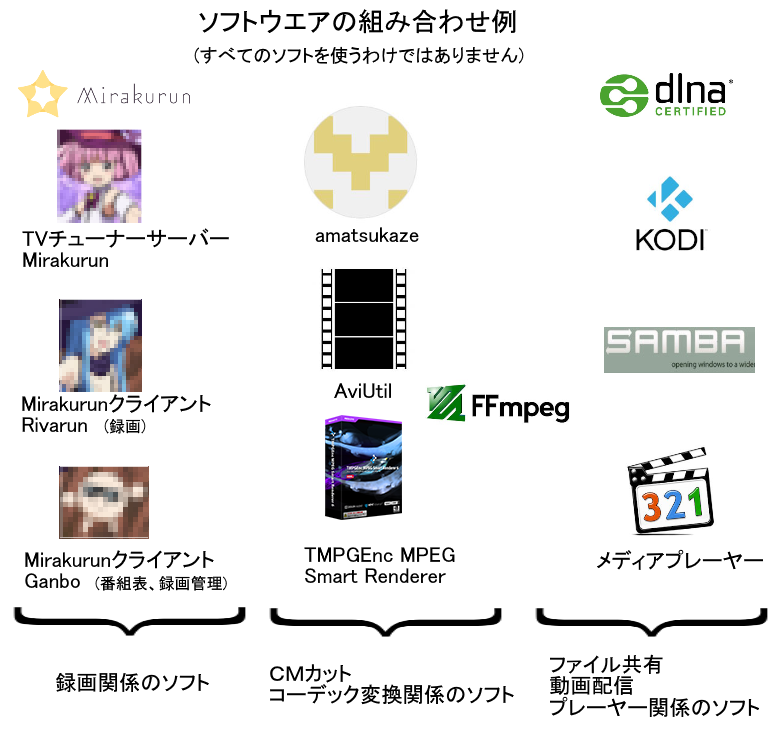 ソフトウエアの組み合わせ例
(すべてのソフトを使うわけではありません)
Mirakurun
TVチューナーサーバー
Mirakurun
Mirakurunクライアント
Rivarun （録画）
Mirakurunクライアント
Ganbo （番組表、録画管理）
録画関係のソフト
amatsukaze
AviUtil
FFmpeg
TMPGEnc MPEG Smart Renderer 6
TMPGEnc MPEG
Smart Renderer
CMカット
コーデック変換関係のソフト
dlna
CERTIFIED
KODI
SAMBA
opening windows to a wider
321
メディアプレーヤー
ファイル共有
動画配信
プレーヤー関係のソフト